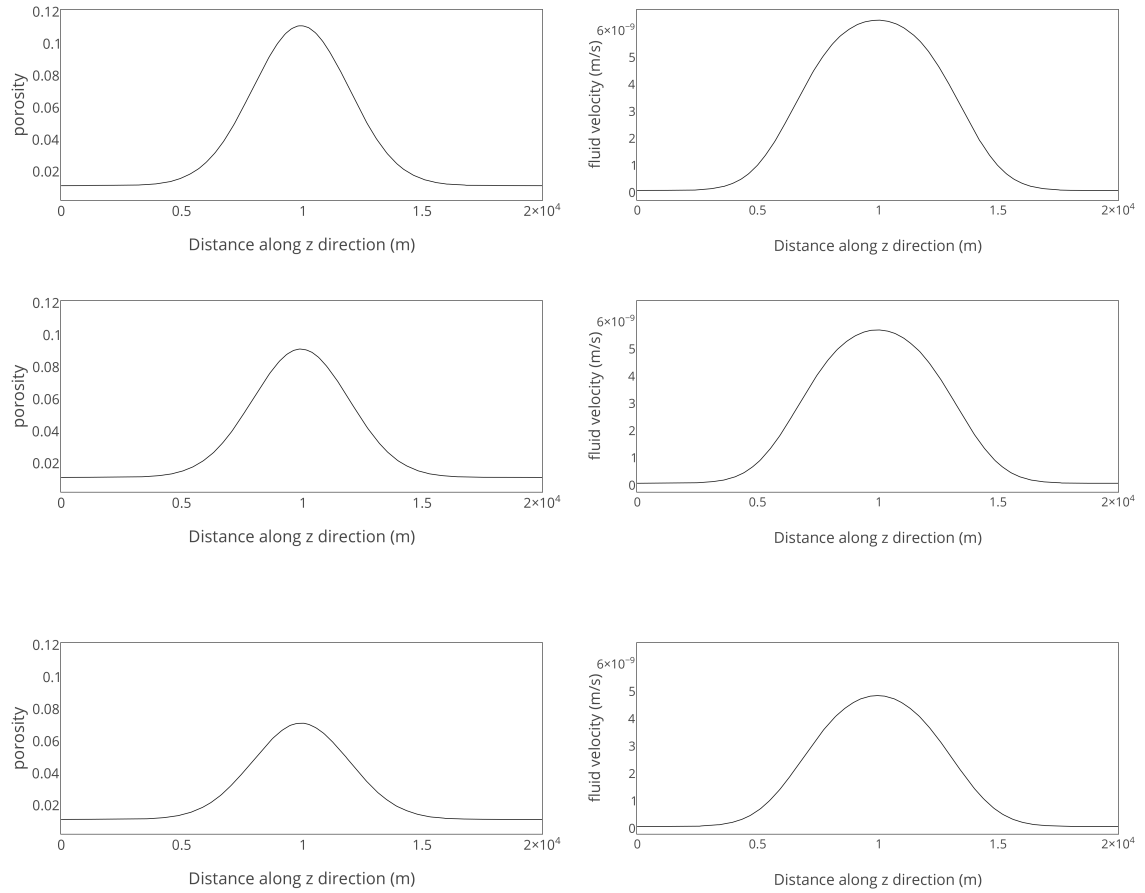 0.12
0.1
0.08
0.06
0.04
0.02
porosity
0 0.5 1 1.5 2×10⁴
Distance along z direction (m)
6×10⁻⁹
5
4
3
2
1
0
fluid velocity (m/s)
0 0.5 1 1.5 2×10⁴
Distance along z direction (m)
0.12
0.1
0.08
0.06
0.04
0.02
porosity
0 0.5 1 1.5 2×10⁴
Distance along z direction (m)
6×10⁻⁹
5
4
3
2
1
0
fluid velocity (m/s)
0 0.5 1 1.5 2×10⁴
Distance along z direction (m)
0.12
0.1
0.08
0.06
0.04
0.02
porosity
0 0.5 1 1.5 2×10⁴
Distance along z direction (m)
6×10⁻⁹
5
4
3
2
1
0
fluid velocity (m/s)
0 0.5 1 1.5 2×10⁴
Distance along z direction (m)